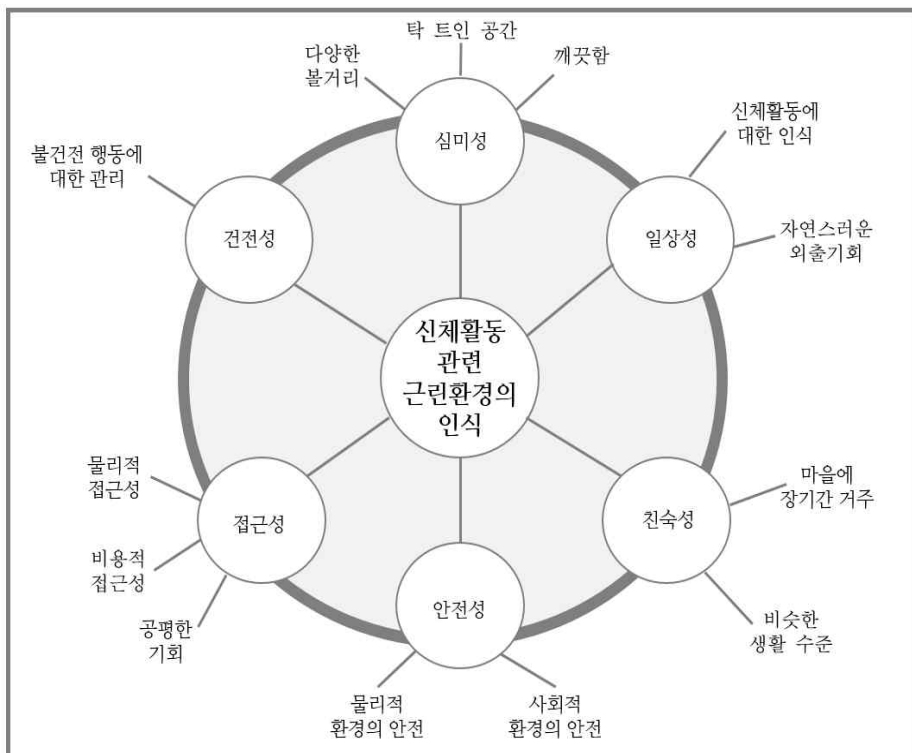 탁 트인 공간
다양한
볼거리
깨끗함
심미성
신체활동에
대한 인식
불건전 행동에
대한 관리
건전성
일상성
자연스러운
외출기회
신체활동
관련
근린환경의
인식
물리적
접근성
접근성
비용적
접근성
공평한
기회
친숙성
마을에
장기간 거주
비슷한
생활 수준
안전성
물리적
환경의 안전
사회적
환경의 안전